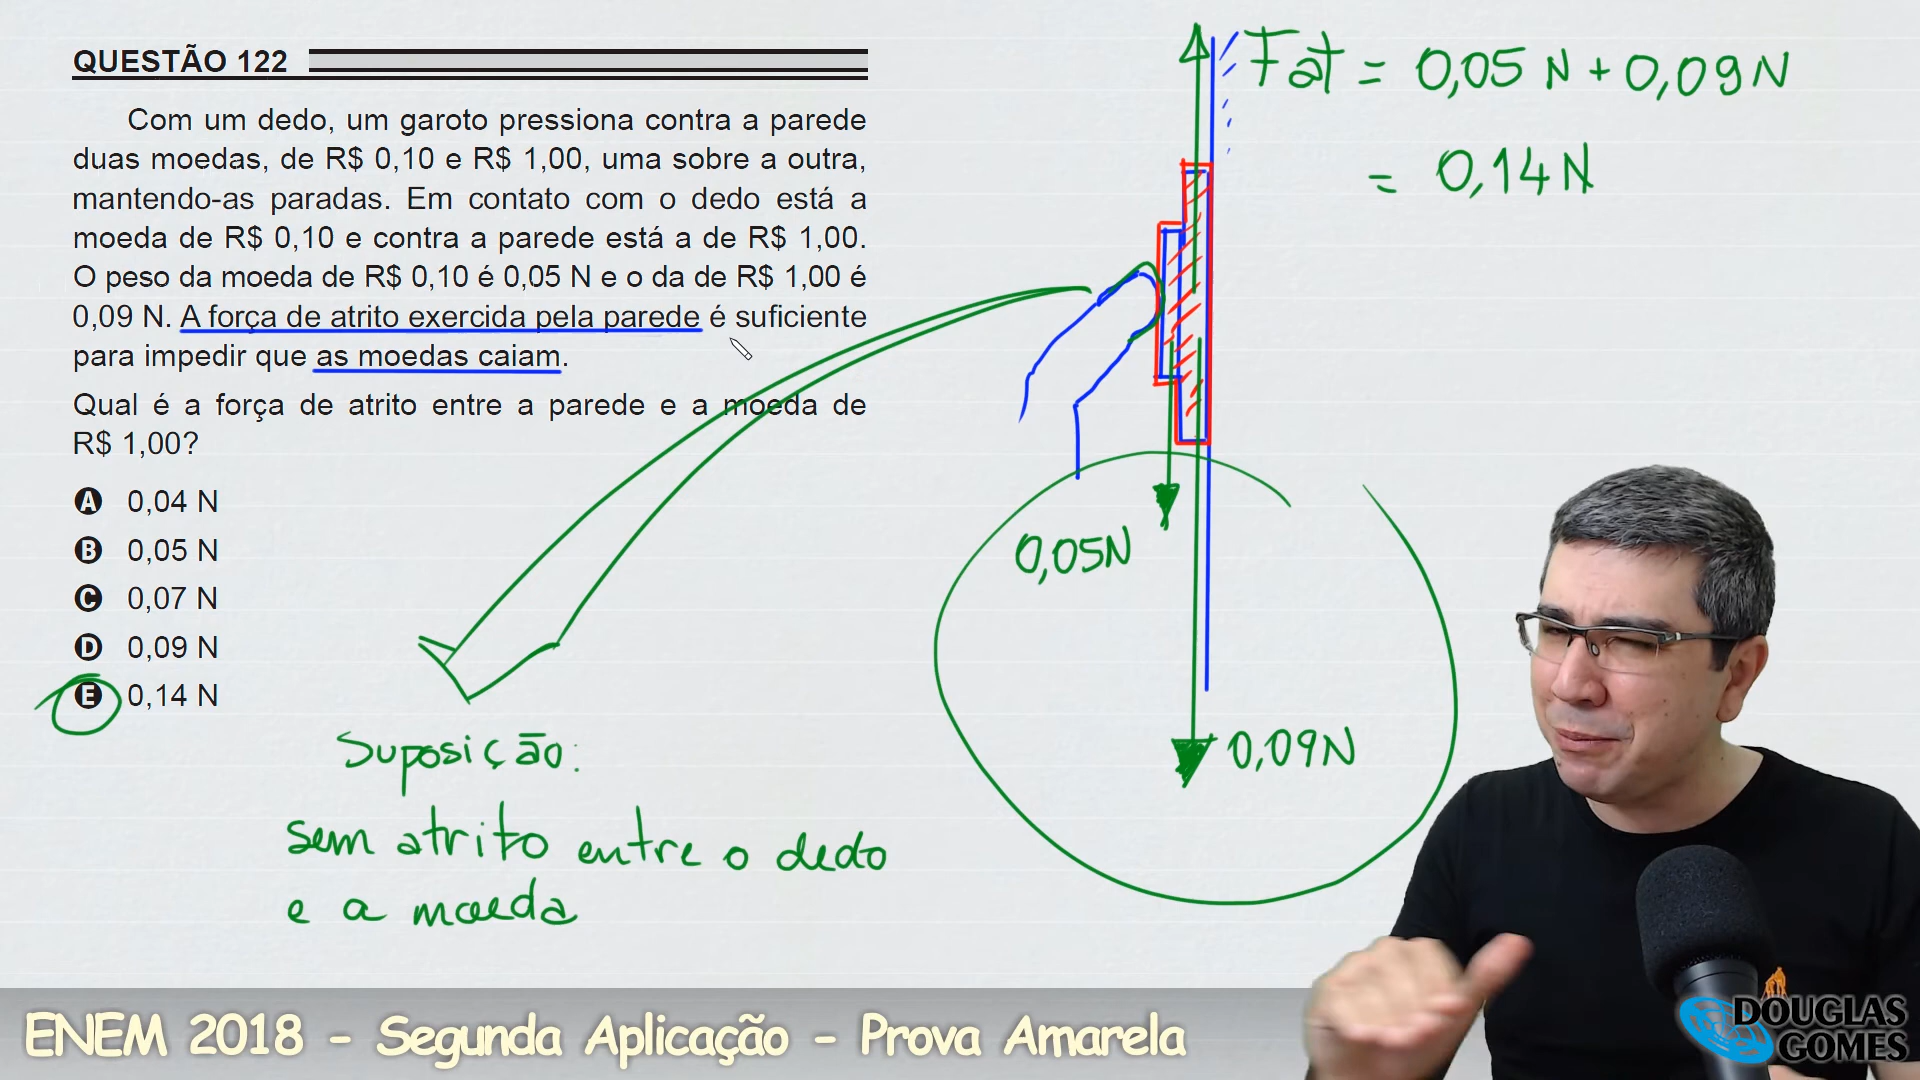 QUESTÃO 122
Com um dedo, um garoto pressiona contra a parede
duas moedas, de R$ 0,10 e R$ 1,00, uma sobre a outra,
mantendo-as paradas. Em contato com o dedo está a
moeda de R$ 0,10 e contra a parede está a de R$ 1,00.
O peso da moeda de R$ 0,10 é 0,05 N e o da de R$ 1,00 é
0,09 N. A força de atrito exercida pela parede é suficiente
para impedir que as moedas caiam.
Qual é a força de atrito entre a parede e a moeda de
R$ 1,00?
A 0,04 N
B 0,05 N
C 0,07 N
D 0,09 N
E 0,14 N
Suposição:
sem atrito entre o dedo
e a moeda
Fat = 0,05 N + 0,09 N
= 0,14 N
0,05N
0,09N
ENEM 2018 - Segunda Aplicação - Prova Amarela
DOUGLAS
GOMES